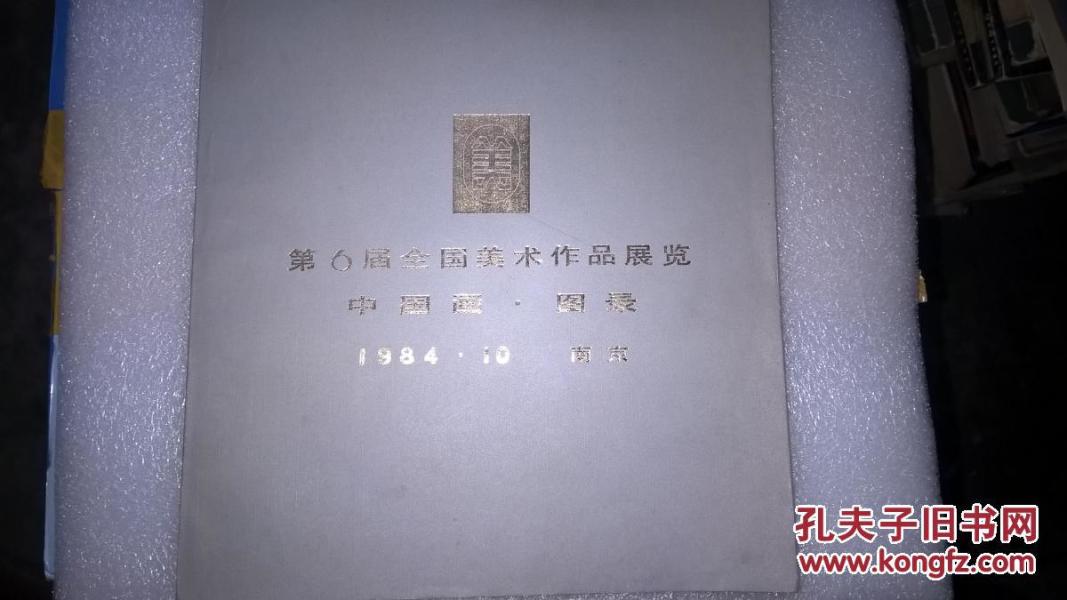 美
第6届全国美术作品展览
中国画·图录
1984·10 南京
孔夫子旧书网
www.kongfz.com